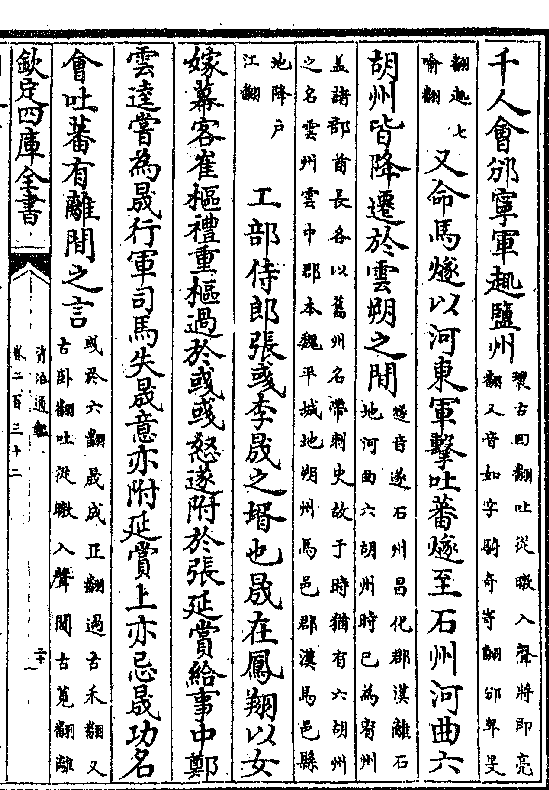 千人會邠寧軍趣鹽州環古回翻吐從暾入聲將即亮
翻又音如字騎奇寄翻邠卑旻
翻趣七
喻翻又命馬燧以河東軍擊吐蕃燧至石州河曲六
胡州皆降遷於雲朔之間燧音遂石州昌化郡漢離石
地河曲六胡州時已為宥州
蓋諸部酋長各以舊州名帶刺史故于時猶有六胡州
之名雲州雲中郡本魏平城地朔州馬邑郡漢馬邑縣
地降户
江翻工部侍郎張彧李晟之壻也晟在鳳翔以女
嫁幕客崔樞禮重樞過於彧彧怒遂附於張延賞給事中鄭
雲逵嘗為晟行軍司馬失晟意亦附延賞上亦忌晟功名
會吐蕃有離間之言彧於六翻晟成正翻過古禾翻又
古卧翻吐從暾入聲間古莧翻離
欽定四庫全書
資治通鑑
卷二百三十二
二十一